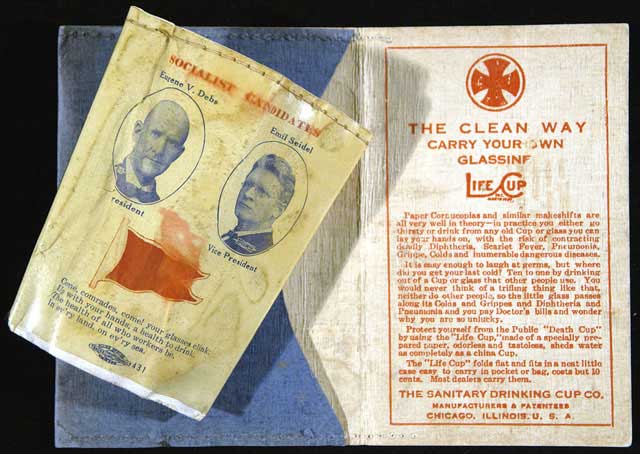 SOCIALIST CANDIDATES
Eugene V. Debs
Emil Seidel
resident
Vice President
Come, comrades, come! your glasses clink;
Up with your hands, a health to drink,
The health of all who workers be,
In ev'ry land, on ev'ry sea.
431
THE CLEAN WAY
CARRY YOUR OWN
GLASSINE
LIFE CUP
Paper Cornucopias and similar makeshifts are
all very well in theory—in practice you either go
thirsty or drink from any old Cup or glass you can
lay your hands on, with the risk of contracting
deadly Diphtheria, Scarlet Fever, Pneumonia,
Grippe, Colds and inumerable dangerous diseases.
It is easy enough to laugh at germs, but where
did you get your last cold? Ten to one by drinking
out of a Cup or glass that other people use. You
would never think of a trifling thing like that,
neither do other people, so the little glass passes
along its Colds and Grippes and Diphtheria and
Pneumonia and you pay Doctor's bills and wonder
why you are so unlucky.
Protect yourself from the Public "Death Cup"
by using the "Life Cup," made of a specially pre-
pared paper, odorless and tasteless, sheds water
as completely as a china Cup.
The "Life Cup" folds flat and fits in a neat little
case easy to carry in pocket or bag, costs but 10
cents. Most dealers carry them.
THE SANITARY DRINKING CUP CO.
MANUFACTURERS & PATENTEES
CHICAGO, ILLINOIS, U. S. A.